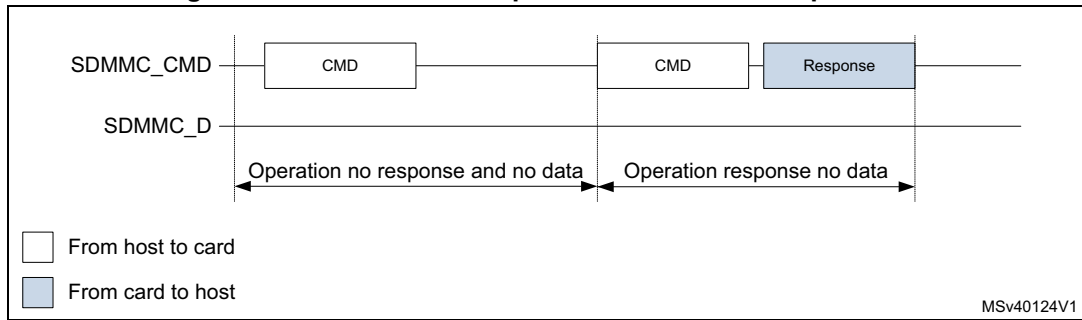 SDMMC_CMD
CMD
CMD
Response
SDMMC_D
Operation no response and no data
Operation response no data
From host to card
From card to host
MSv40124V1